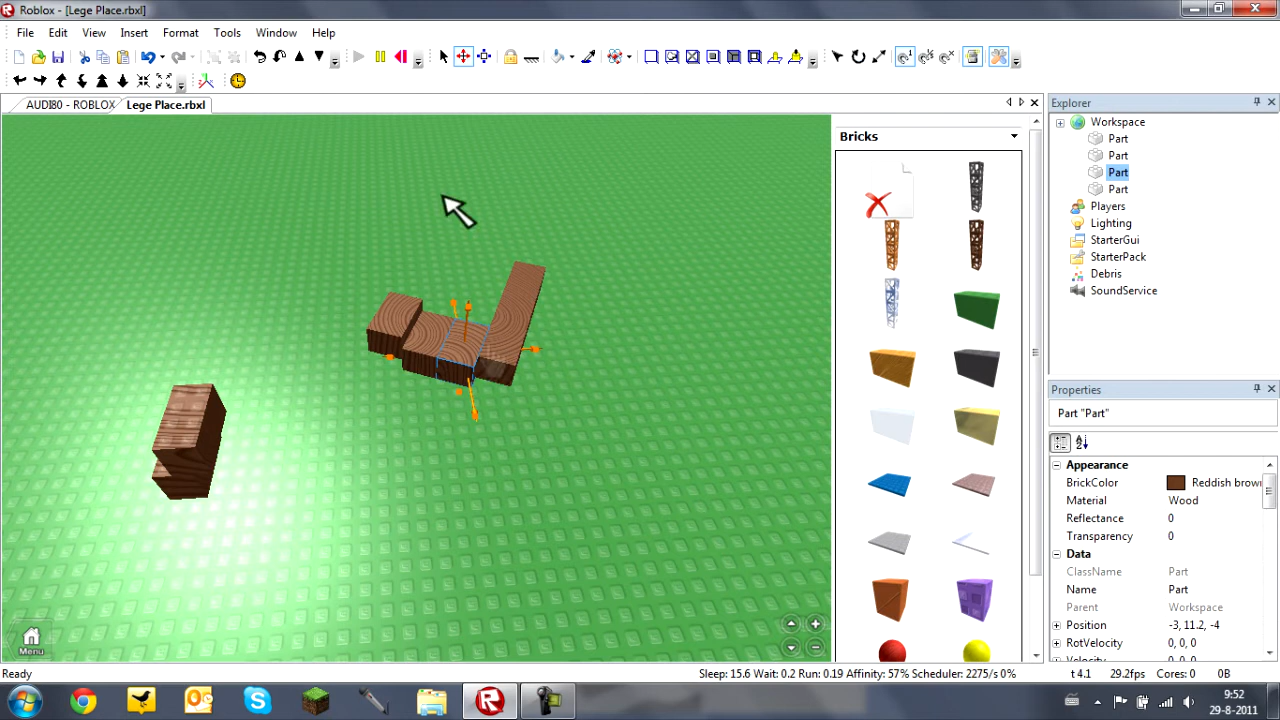 Roblox - [Lege Place.rbxl]
File Edit View Insert Format Tools Window Help
AUDI80 - ROBLOX Lege Place.rbxl
Bricks
Menu
Explorer
Workspace
Part
Part
Part
Part
Players
Lighting
StarterGui
StarterPack
Debris
SoundService
Properties
Part "Part"
Appearance
BrickColor Reddish brown
Material Wood
Reflectance 0
Transparency 0
Data
ClassName Part
Name Part
Parent Workspace
Position -3, 11.2, -4
RotVelocity 0, 0, 0
Velocity 0, 0, 0
Ready Sleep: 15.6 Wait: 0.2 Run: 0.19 Affinity: 57% Scheduler: 2275/s 0% t 4.1 29.2fps Cores: 0 0B
9:52
29-8-2011